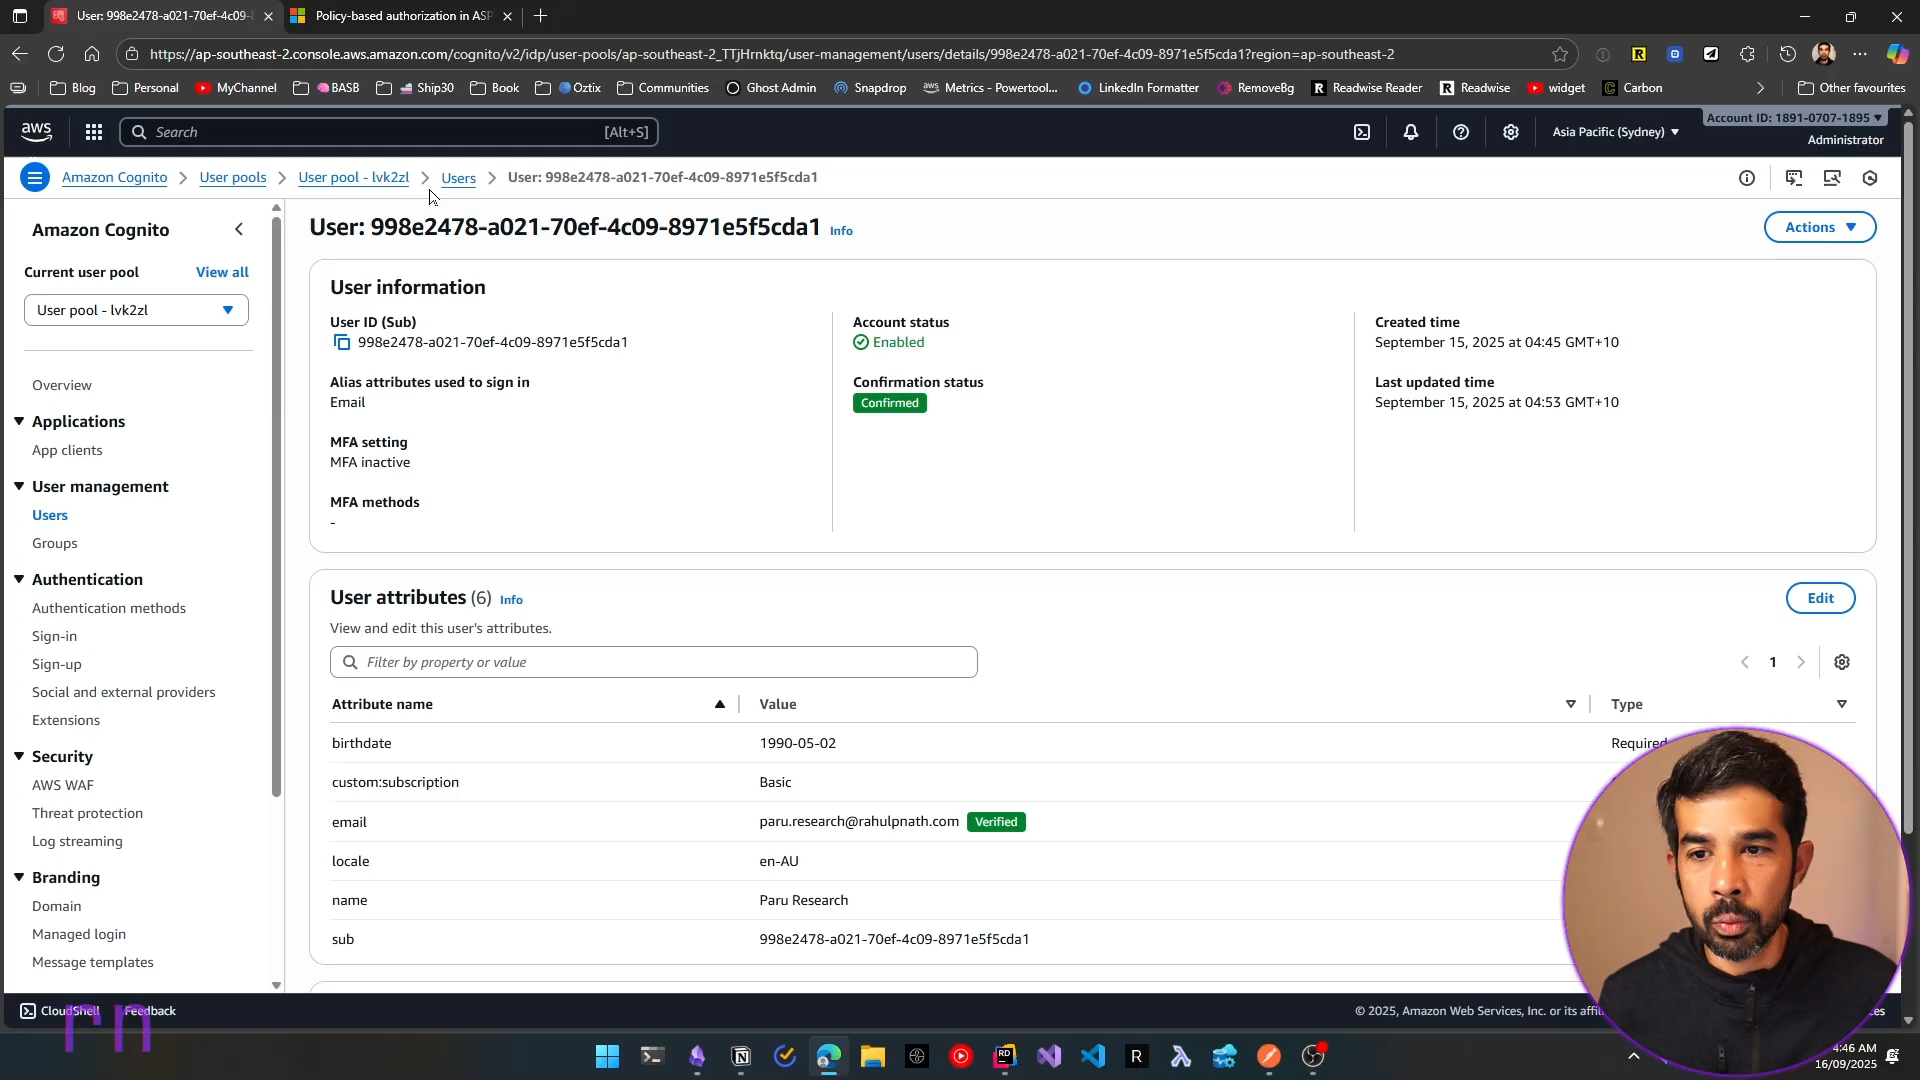 User: 998e2478-a021-70ef-4c09-
Policy-based authorization in ASP
https://ap-southeast-2.console.aws.amazon.com/cognito/v2/idp/user-pools/ap-southeast-2_TTjHrnktq/user-management/users/details/998e2478-a021-70ef-4c09-8971e5f5cda1?region=ap-southeast-2
Blog
Personal
MyChannel
BASB
Ship30
Book
Oztix
Communities
Ghost Admin
Snapdrop
aws Metrics - Powertool...
LinkedIn Formatter
RemoveBg
R Readwise Reader
R Readwise
widget
Carbon
Other favourites
aws
Search
[Alt+S]
Asia Pacific (Sydney)
Account ID: 1891-0707-1895
Administrator
Amazon Cognito
User pools
User pool - lvk2zl
Users
User: 998e2478-a021-70ef-4c09-8971e5f5cda1
Amazon Cognito
Current user pool
View all
User pool - lvk2zl
Overview
Applications
App clients
User management
Users
Groups
Authentication
Authentication methods
Sign-in
Sign-up
Social and external providers
Extensions
Security
AWS WAF
Threat protection
Log streaming
Branding
Domain
Managed login
Message templates
User: 998e2478-a021-70ef-4c09-8971e5f5cda1 Info
Actions
User information
User ID (Sub)
998e2478-a021-70ef-4c09-8971e5f5cda1
Alias attributes used to sign in
Email
MFA setting
MFA inactive
MFA methods
-
Account status
Enabled
Confirmation status
Confirmed
Created time
September 15, 2025 at 04:45 GMT+10
Last updated time
September 15, 2025 at 04:53 GMT+10
User attributes (6) Info
Edit
View and edit this user's attributes.
Filter by property or value
1
Attribute name
Value
Type
birthdate
1990-05-02
Required
custom:subscription
Basic
email
paru.research@rahulpnath.com Verified
locale
en-AU
name
Paru Research
sub
998e2478-a021-70ef-4c09-8971e5f5cda1
CloudShell
Feedback
© 2025, Amazon Web Services, Inc. or its
rn
4:46 AM
16/09/2025